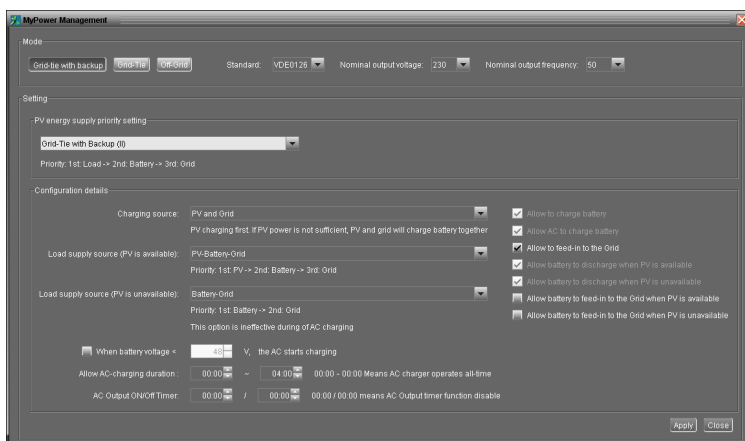 MyPower Management
Mode
Grid-tie with backup Grid-Tie Off-Grid Standard: VDE0126 Nominal output voltage: 230 Nominal output frequency: 50
Setting
PV energy supply priority setting
Grid-Tie with Backup (II)
Priority: 1st: Load -> 2nd: Battery -> 3rd: Grid
Configuration details
Charging source: PV and Grid
PV charging first. If PV power is not sufficient, PV and grid will charge battery together
Load supply source (PV is available): PV-Battery-Grid
Priority: 1st: PV -> 2nd: Battery -> 3rd: Grid
Load supply source (PV is unavailable): Battery-Grid
Priority: 1st: Battery -> 2nd: Grid
This option is ineffective during of AC charging
Allow to charge battery
Allow AC to charge battery
Allow to feed-in to the Grid
Allow battery to discharge when PV is available
Allow battery to discharge when PV is unavailable
Allow battery to feed-in to the Grid when PV is available
Allow battery to feed-in to the Grid when PV is unavailable
When battery voltage < 48 V, the AC starts charging
Allow AC-charging duration : 00:00 ~ 04:00 00:00 - 00:00 Means AC charger operates all-time
AC Output ON/Off Timer: 00:00 / 00:00 00:00 / 00:00 means AC Output timer function disable
Apply Close